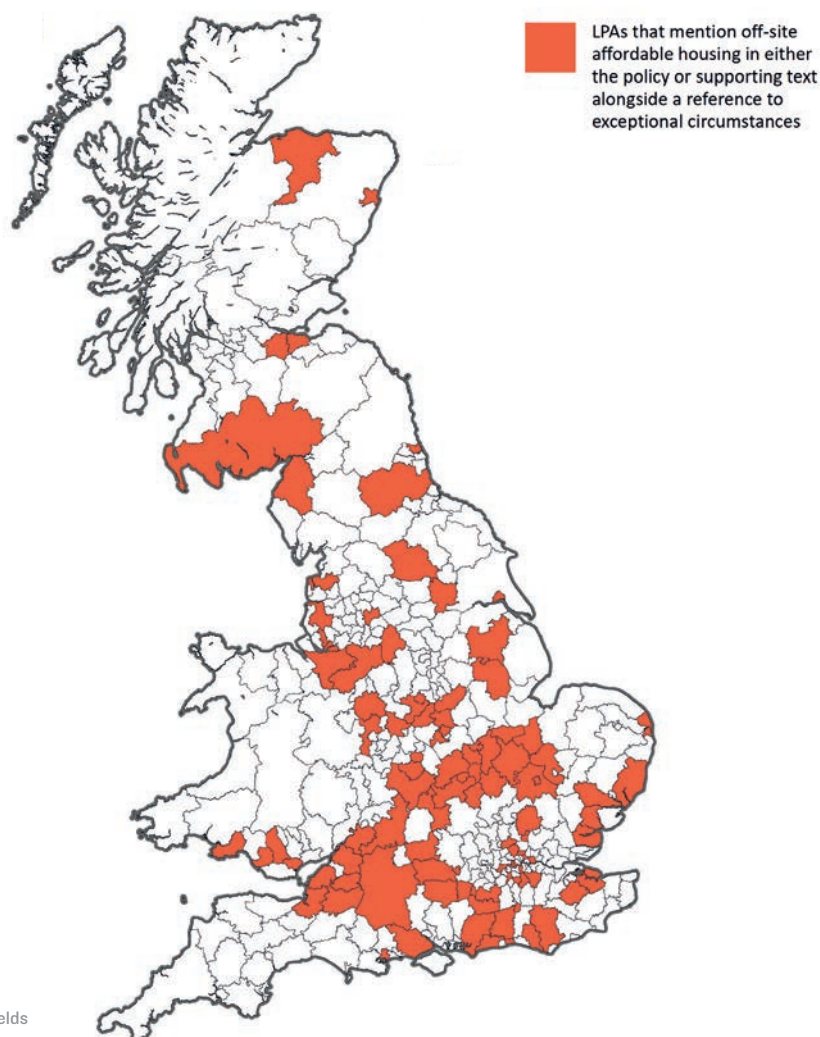 LPAs that mention off-site
affordable housing in either
the policy or supporting text
alongside a reference to
exceptional circumstances
elds